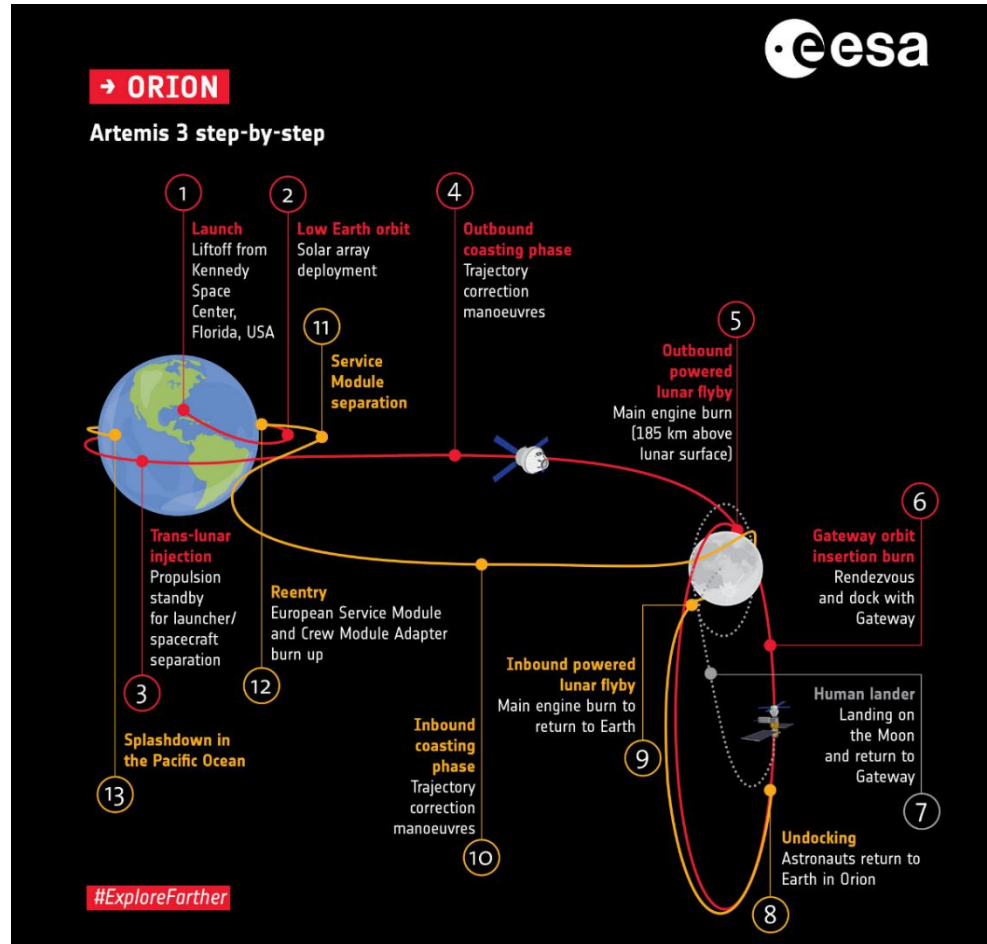 esa
→ ORION
Artemis 3 step-by-step
1
Launch
Liftoff from
Kennedy
Space
Center,
Florida, USA
2
Low Earth orbit
Solar array
deployment
3
Trans-lunar
injection
Propulsion
standby
for launcher/
spacecraft
separation
4
Outbound
coasting phase
Trajectory
correction
manoeuvres
5
Outbound
powered
lunar flyby
Main engine burn
(185 km above
lunar surface)
6
Gateway orbit
insertion burn
Rendezvous
and dock with
Gateway
7
Human lander
Landing on
the Moon
and return to
Gateway
8
Undocking
Astronauts return to
Earth in Orion
9
Inbound powered
lunar flyby
Main engine burn to
return to Earth
10
Inbound
coasting
phase
Trajectory
correction
manoeuvres
11
Service
Module
separation
12
Reentry
European Service Module
and Crew Module Adapter
burn up
13
Splashdown in
the Pacific Ocean
#ExploreFarther